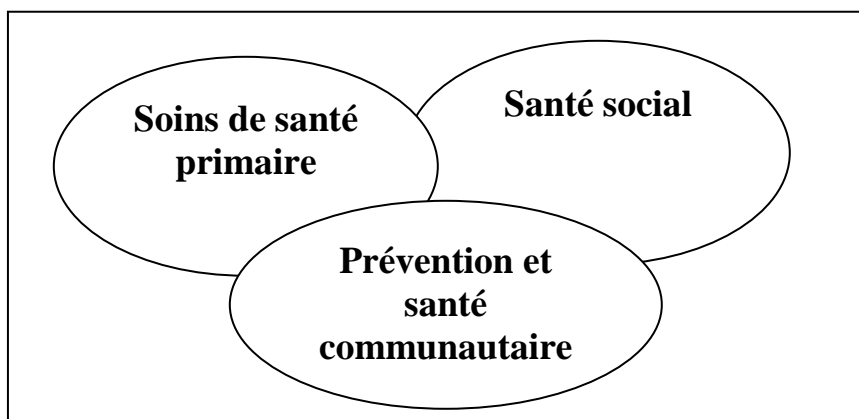 Soins de santé
primaire
Santé social
Prévention et
santé
communautaire